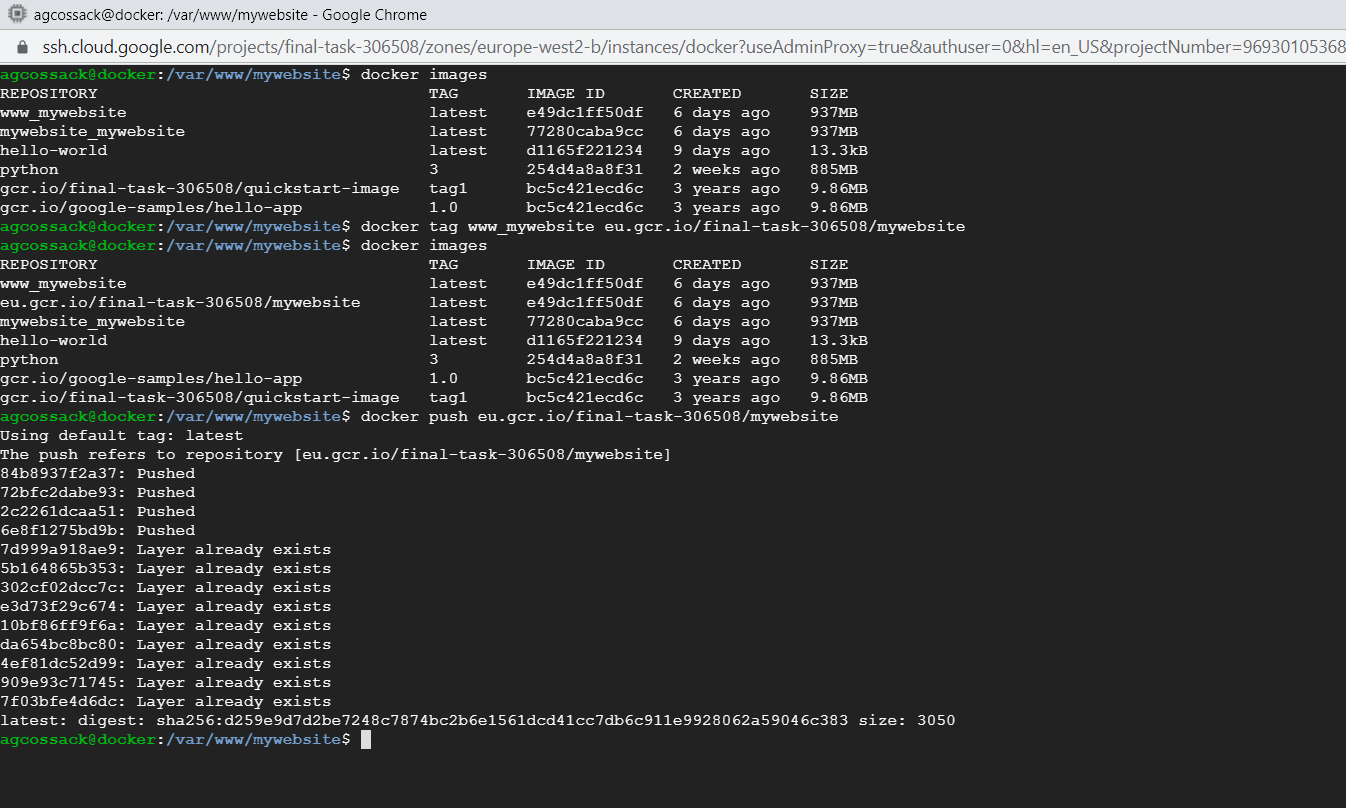 agcossack@docker: /var/www/mywebsite - Google Chrome
ssh.cloud.google.com/projects/final-task-306508/zones/europe-west2-b/instances/docker?useAdminProxy=true&authuser=0&hl=en_US&projectNumber=96930105368
agcossack@docker:/var/www/mywebsite$ docker images
REPOSITORY TAG IMAGE ID CREATED SIZE
www_mywebsite latest e49dc1ff50df 6 days ago 937MB
mywebsite_mywebsite latest 77280caba9cc 6 days ago 937MB
hello-world latest d1165f221234 9 days ago 13.3kB
python 3 254d4a8a8f31 2 weeks ago 885MB
gcr.io/final-task-306508/quickstart-image tag1 bc5c421ecd6c 3 years ago 9.86MB
gcr.io/google-samples/hello-app 1.0 bc5c421ecd6c 3 years ago 9.86MB
agcossack@docker:/var/www/mywebsite$ docker tag www_mywebsite eu.gcr.io/final-task-306508/mywebsite
agcossack@docker:/var/www/mywebsite$ docker images
REPOSITORY TAG IMAGE ID CREATED SIZE
www_mywebsite latest e49dc1ff50df 6 days ago 937MB
eu.gcr.io/final-task-306508/mywebsite latest e49dc1ff50df 6 days ago 937MB
mywebsite_mywebsite latest 77280caba9cc 6 days ago 937MB
hello-world latest d1165f221234 9 days ago 13.3kB
python 3 254d4a8a8f31 2 weeks ago 885MB
gcr.io/google-samples/hello-app 1.0 bc5c421ecd6c 3 years ago 9.86MB
gcr.io/final-task-306508/quickstart-image tag1 bc5c421ecd6c 3 years ago 9.86MB
agcossack@docker:/var/www/mywebsite$ docker push eu.gcr.io/final-task-306508/mywebsite
Using default tag: latest
The push refers to repository [eu.gcr.io/final-task-306508/mywebsite]
84b8937f2a37: Pushed
72bfc2dabe93: Pushed
2c2261dcaa51: Pushed
6e8f1275bd9b: Pushed
7d999a918ae9: Layer already exists
5b164865b353: Layer already exists
302cf02dcc7c: Layer already exists
e3d73f29c674: Layer already exists
10bf86ff9f6a: Layer already exists
da654bc8bc80: Layer already exists
4ef81dc52d99: Layer already exists
909e93c71745: Layer already exists
7f03bfe4d6dc: Layer already exists
latest: digest: sha256:d259e9d7d2be7248c7874bc2b6e1561dcd41cc7db6c911e9928062a59046c383 size: 3050
agcossack@docker:/var/www/mywebsite$